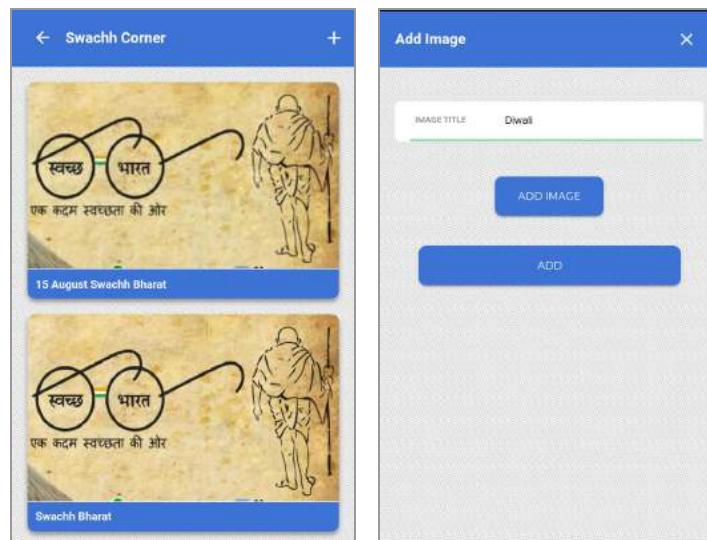 Swachh Corner
स्वच्छ भारत
एक कदम स्वच्छता की ओर
15 August Swachh Bharat
स्वच्छ भारत
एक कदम स्वच्छता की ओर
Swachh Bharat
Add Image
IMAGE TITLE Diwali
ADD IMAGE
ADD